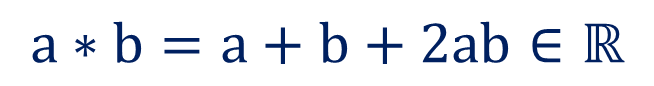 a ∗ b = a + b + 2ab ∈ ℝ